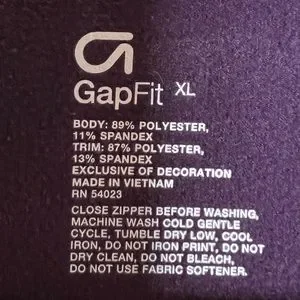 GapFit XL
BODY: 89% POLYESTER,
11% SPANDEX
TRIM: 87% POLYESTER,
13% SPANDEX
EXCLUSIVE OF DECORATION
MADE IN VIETNAM
RN 54023
CLOSE ZIPPER BEFORE WASHING,
MACHINE WASH COLD GENTLE
CYCLE, TUMBLE DRY LOW, COOL
IRON, DO NOT IRON PRINT, DO NOT
DRY CLEAN, DO NOT BLEACH,
DO NOT USE FABRIC SOFTENER.